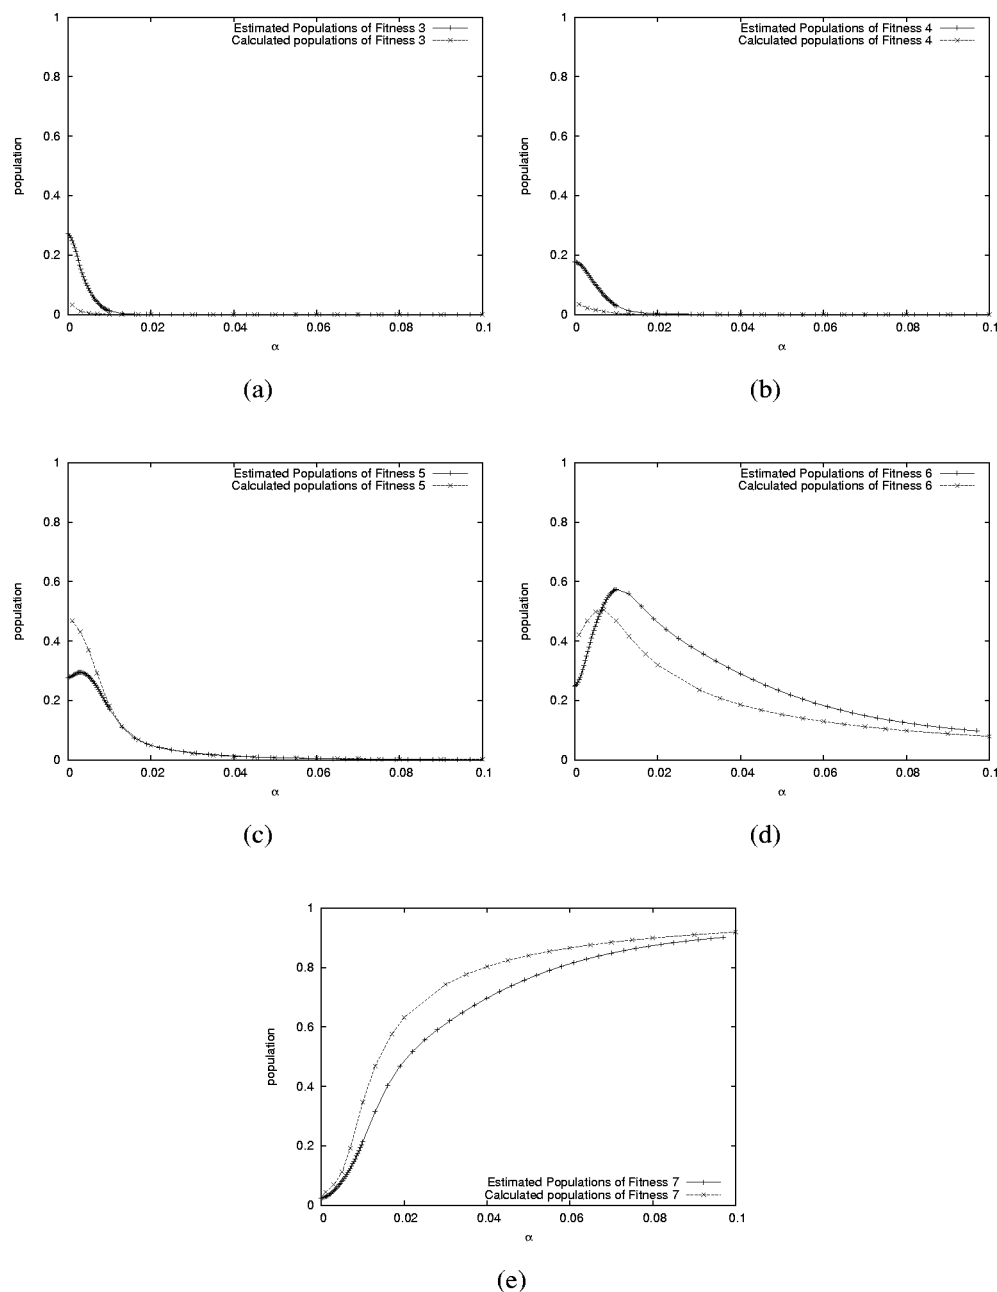 1
Estimated Populations of Fitness 3
Calculated populations of Fitness 3
0.8
0.6
population
0.4
0.2
0
0 0.02 0.04 0.06 0.08 0.1
α
(a)
1
Estimated Populations of Fitness 4
Calculated populations of Fitness 4
0.8
0.6
population
0.4
0.2
0
0 0.02 0.04 0.06 0.08 0.1
α
(b)
1
Estimated Populations of Fitness 5
Calculated populations of Fitness 5
0.8
0.6
population
0.4
0.2
0
0 0.02 0.04 0.06 0.08 0.1
α
(c)
1
Estimated Populations of Fitness 6
Calculated populations of Fitness 6
0.8
0.6
population
0.4
0.2
0
0 0.02 0.04 0.06 0.08 0.1
α
(d)
1
0.8
0.6
population
0.4
0.2
Estimated Populations of Fitness 7
Calculated populations of Fitness 7
0
0 0.02 0.04 0.06 0.08 0.1
α
(e)